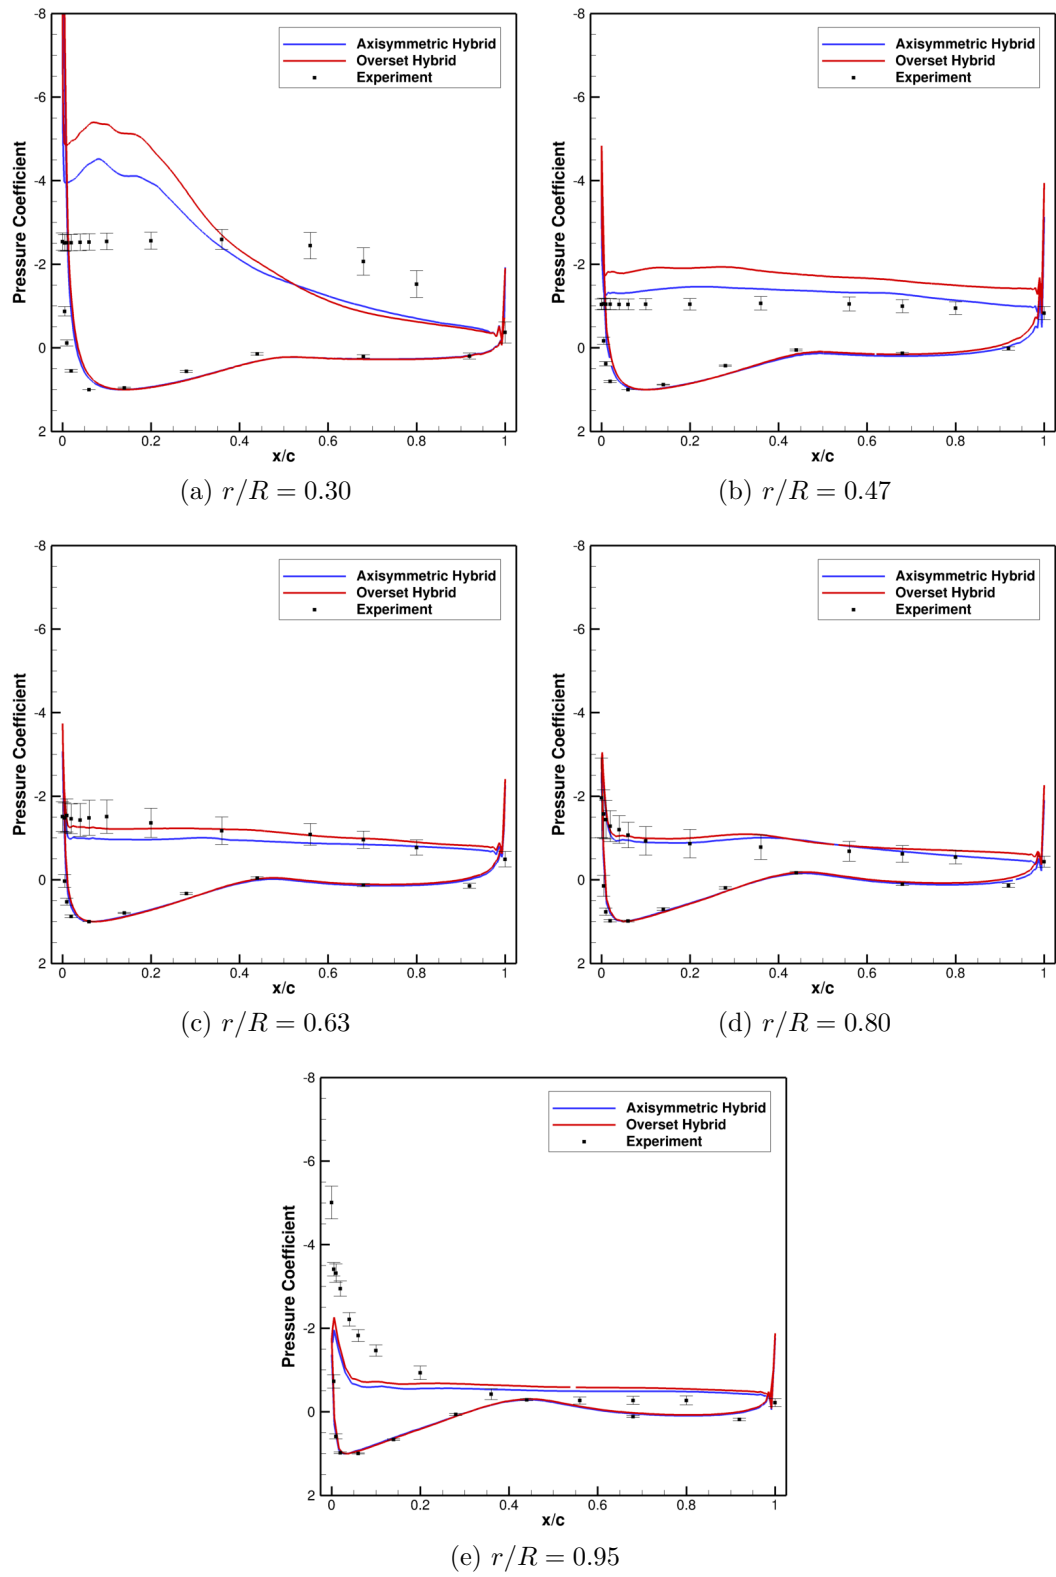 -8
-6
-4
-2
0
2
Pressure Coefficient
Axisymmetric Hybrid
Overset Hybrid
Experiment
0 0.2 0.4 0.6 0.8 1
x/c
(a) r/R = 0.30
-8
-6
-4
-2
0
2
Pressure Coefficient
Axisymmetric Hybrid
Overset Hybrid
Experiment
0 0.2 0.4 0.6 0.8 1
x/c
(b) r/R = 0.47
-8
-6
-4
-2
0
2
Pressure Coefficient
Axisymmetric Hybrid
Overset Hybrid
Experiment
0 0.2 0.4 0.6 0.8 1
x/c
(c) r/R = 0.63
-8
-6
-4
-2
0
2
Pressure Coefficient
Axisymmetric Hybrid
Overset Hybrid
Experiment
0 0.2 0.4 0.6 0.8 1
x/c
(d) r/R = 0.80
-8
-6
-4
-2
0
2
Pressure Coefficient
Axisymmetric Hybrid
Overset Hybrid
Experiment
0 0.2 0.4 0.6 0.8 1
x/c
(e) r/R = 0.95